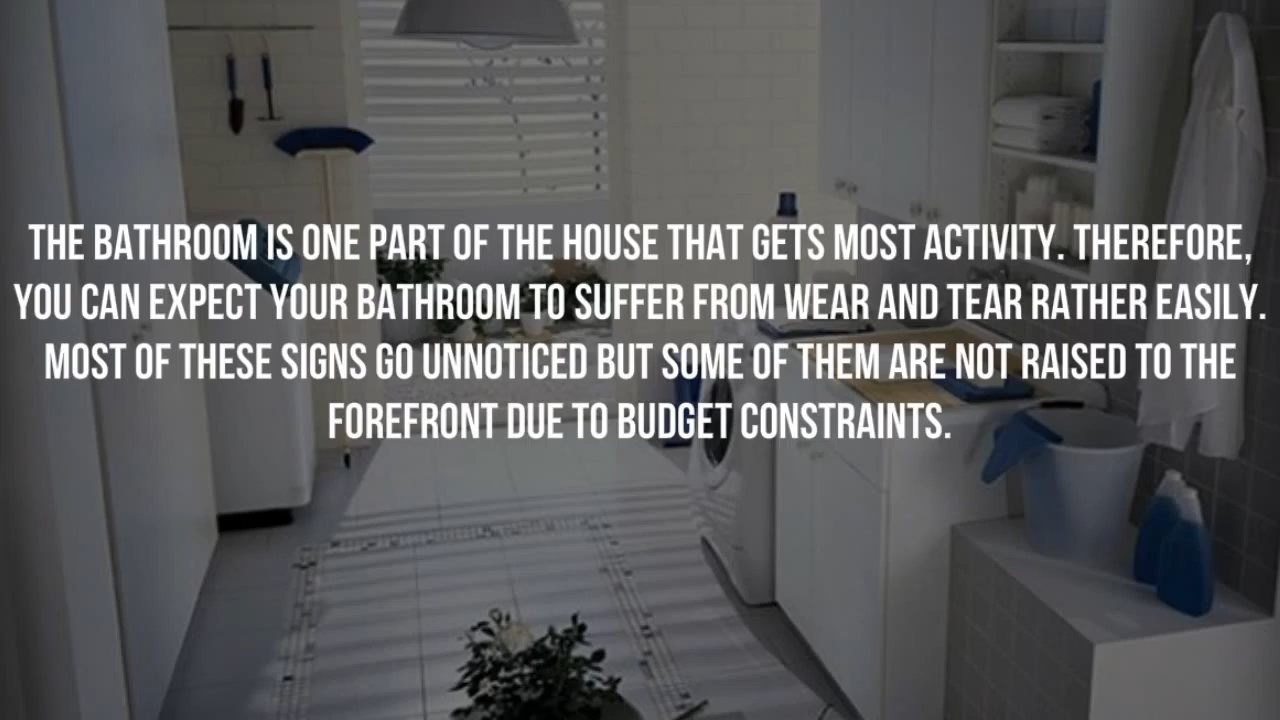 THE BATHROOM IS ONE PART OF THE HOUSE THAT GETS MOST ACTIVITY. THEREFORE,
YOU CAN EXPECT YOUR BATHROOM TO SUFFER FROM WEAR AND TEAR RATHER EASILY.
MOST OF THESE SIGNS GO UNNOTICED BUT SOME OF THEM ARE NOT RAISED TO THE
FOREFRONT DUE TO BUDGET CONSTRAINTS.